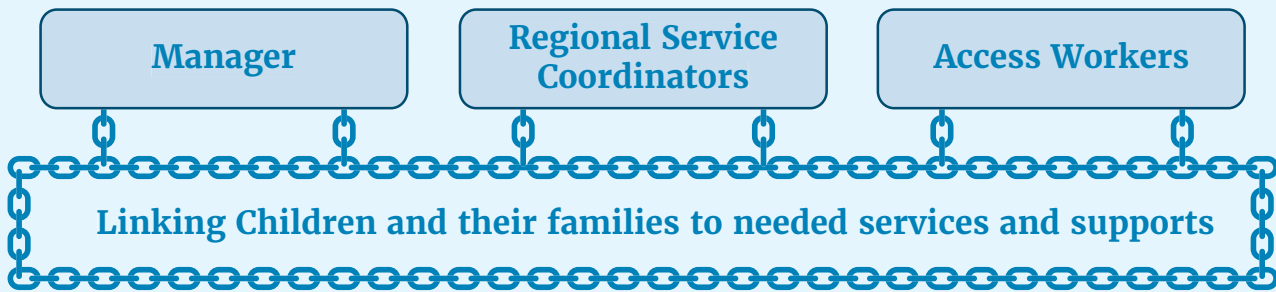 Manager
Regional Service
Coordinators
Access Workers
Linking Children and their families to needed services and supports